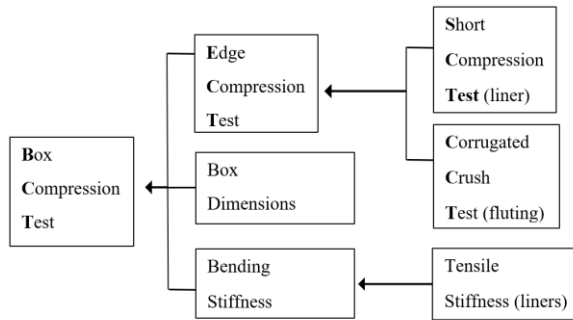 Box
Compression
Test
Edge
Compression
Test
Box
Dimensions
Bending
Stiffness
Short
Compression
Test (liner)
Corrugated
Crush
Test (fluting)
Tensile
Stiffness (liners)